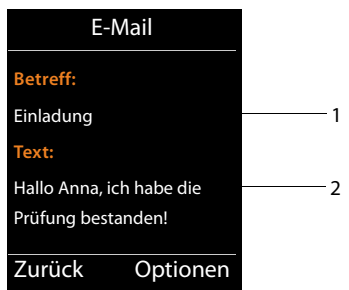 E-Mail
Betreff:
Einladung
1
Text:
Hallo Anna, ich habe die
2
Prüfung bestanden!
Zurück Optionen